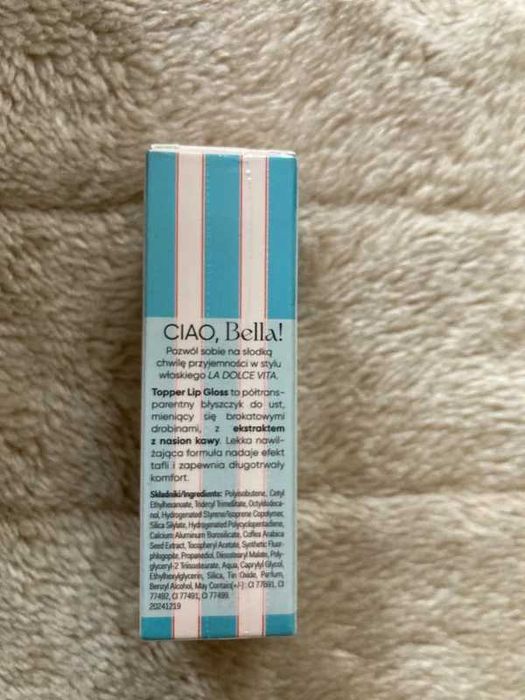 CIAO, Bella!
Pozwól sobie na słodką
chwilę przyjemności w stylu
włoskiego LA DOLCE VITA.
Topper Lip Gloss to półtrans-
parentny błyszczyk do ust,
mieniący się brokatowymi
drobinami, z ekstraktem
z nasion kawy. Lekka nawil-
żająca formuła nadaje efekt
tafli i zapewnia długotrwały
komfort.
Składniki/Ingredients: Polyisobutene, Cetyl
Ethylhexanoate, Tridecyl Trimellitate, Octyldodeca-
nol, Hydrogenated Styrene/Isoprene Copolymer,
Silica Silylate, Hydrogenated Polycyclopentadiene,
Calcium Aluminum Borosilicate, Coffea Arabica
Seed Extract, Tocopheryl Acetate, Synthetic Fluor-
phlogopite, Propanediol, Diisostearyl Malate, Poly-
glyceryl-2 Triisostearate, Aqua, Caprylyl Glycol,
Ethylhexylglycerin, Silica, Tin Oxide, Parfum,
Benzyl Alcohol, May Contain(+/-): CI 77891, CI
77492, CI 77491, CI 77499.
20241219